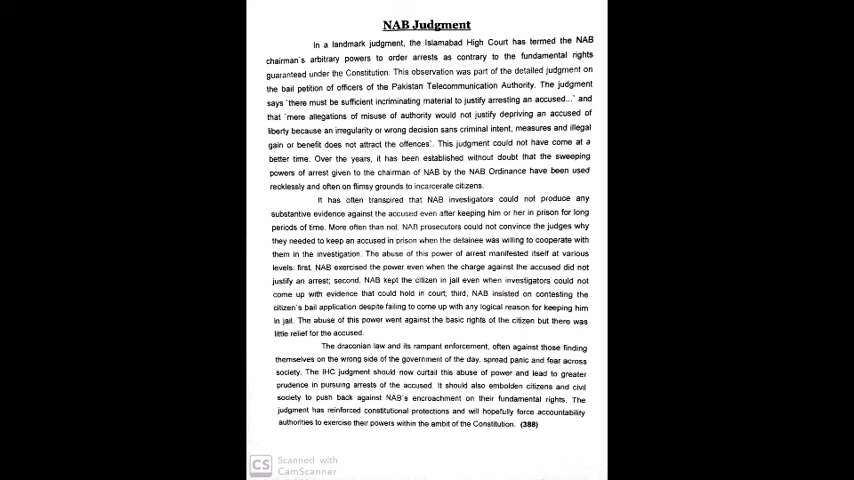 NAB Judgment
In a landmark judgment, the Islamabad High Court has termed the NAB
chairman`s arbitrary powers to order arrests as contrary to the fundamental rights
guaranteed under the Constitution. This observation was part of the detailed judgment on
the bail petition of officers of the Pakistan Telecommunication Authority. The judgment
says `there must be sufficient incriminating material to justify arresting an accused...` and
that `mere allegations of misuse of authority would not justify depriving an accused of
liberty because an irregularity or wrong decision sans criminal intent, measures and illegal
gain or benefit does not attract the offences`. This judgment could not have come at a
better time. Over the years, it has been established without doubt that the sweeping
powers of arrest given to the chairman of NAB by the NAB Ordinance have been used
recklessly and often on flimsy grounds to incarcerate citizens.
It has often transpired that NAB investigators could not produce any
substantive evidence against the accused even after keeping him or her in prison for long
periods of time. More often than not, NAB prosecutors could not convince the judges why
they needed to keep an accused in prison when the detainee was willing to cooperate with
them in the investigation. The abuse of this power of arrest manifested itself at various
levels: first, NAB exercised the power even when the charge against the accused did not
justify an arrest; second, NAB kept the citizen in jail even when investigators could not
come up with evidence that could hold in court; third, NAB insisted on contesting the
citizen`s bail application despite failing to come up with any logical reason for keeping him
in jail. The abuse of this power went against the basic rights of the citizen but there was
little relief for the accused.
The draconian law and its rampant enforcement, often against those finding
themselves on the wrong side of the government of the day, spread panic and fear across
society. The IHC judgment should now curtail this abuse of power and lead to greater
prudence in pursuing arrests of the accused. It should also embolden citizens and civil
society to push back against NAB`s encroachment on their fundamental rights. The
judgment has reinforced constitutional protections and will hopefully force accountability
authorities to exercise their powers within the ambit of the Constitution. (388)
CS Scanned with
CamScanner